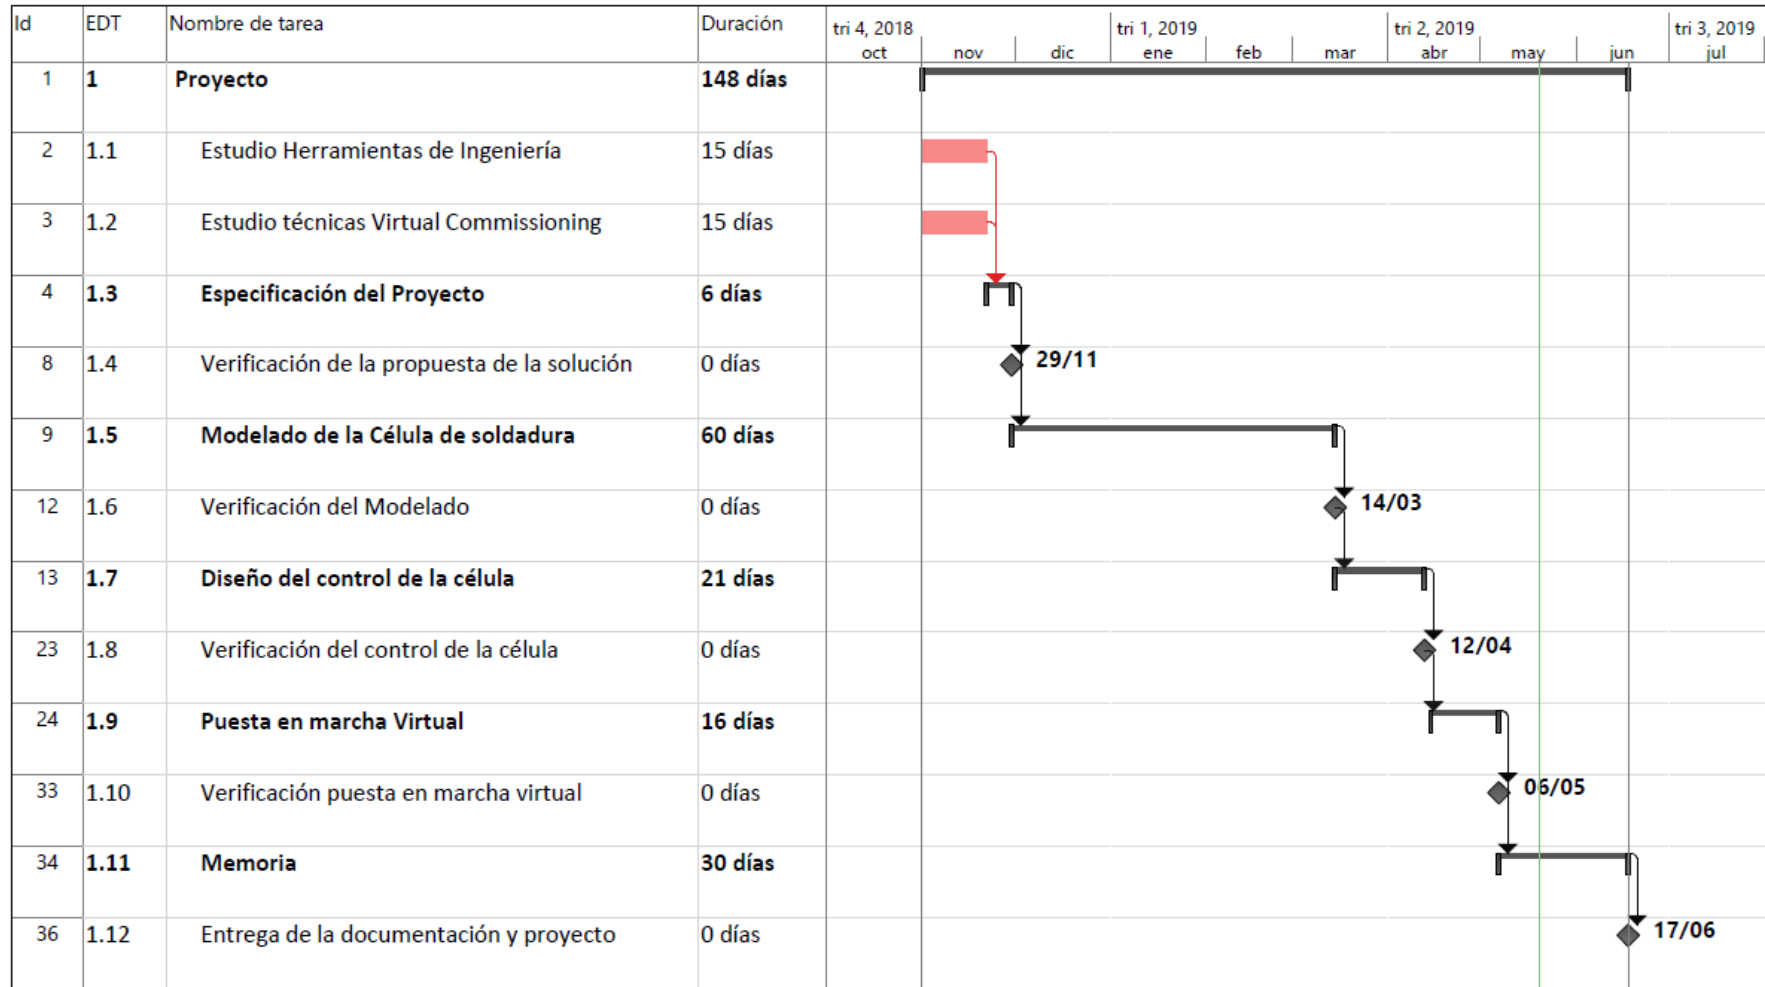 Id EDT Nombre de tarea Duración tri 4, 2018 tri 1, 2019 tri 2, 2019 tri 3, 2019
oct nov dic ene feb mar abr may jun jul
1 1 Proyecto 148 días
2 1.1 Estudio Herramientas de Ingeniería 15 días
3 1.2 Estudio técnicas Virtual Commissioning 15 días
4 1.3 Especificación del Proyecto 6 días
8 1.4 Verificación de la propuesta de la solución 0 días 29/11
9 1.5 Modelado de la Célula de soldadura 60 días
12 1.6 Verificación del Modelado 0 días 14/03
13 1.7 Diseño del control de la célula 21 días
23 1.8 Verificación del control de la célula 0 días 12/04
24 1.9 Puesta en marcha Virtual 16 días
33 1.10 Verificación puesta en marcha virtual 0 días 06/05
34 1.11 Memoria 30 días
36 1.12 Entrega de la documentación y proyecto 0 días 17/06